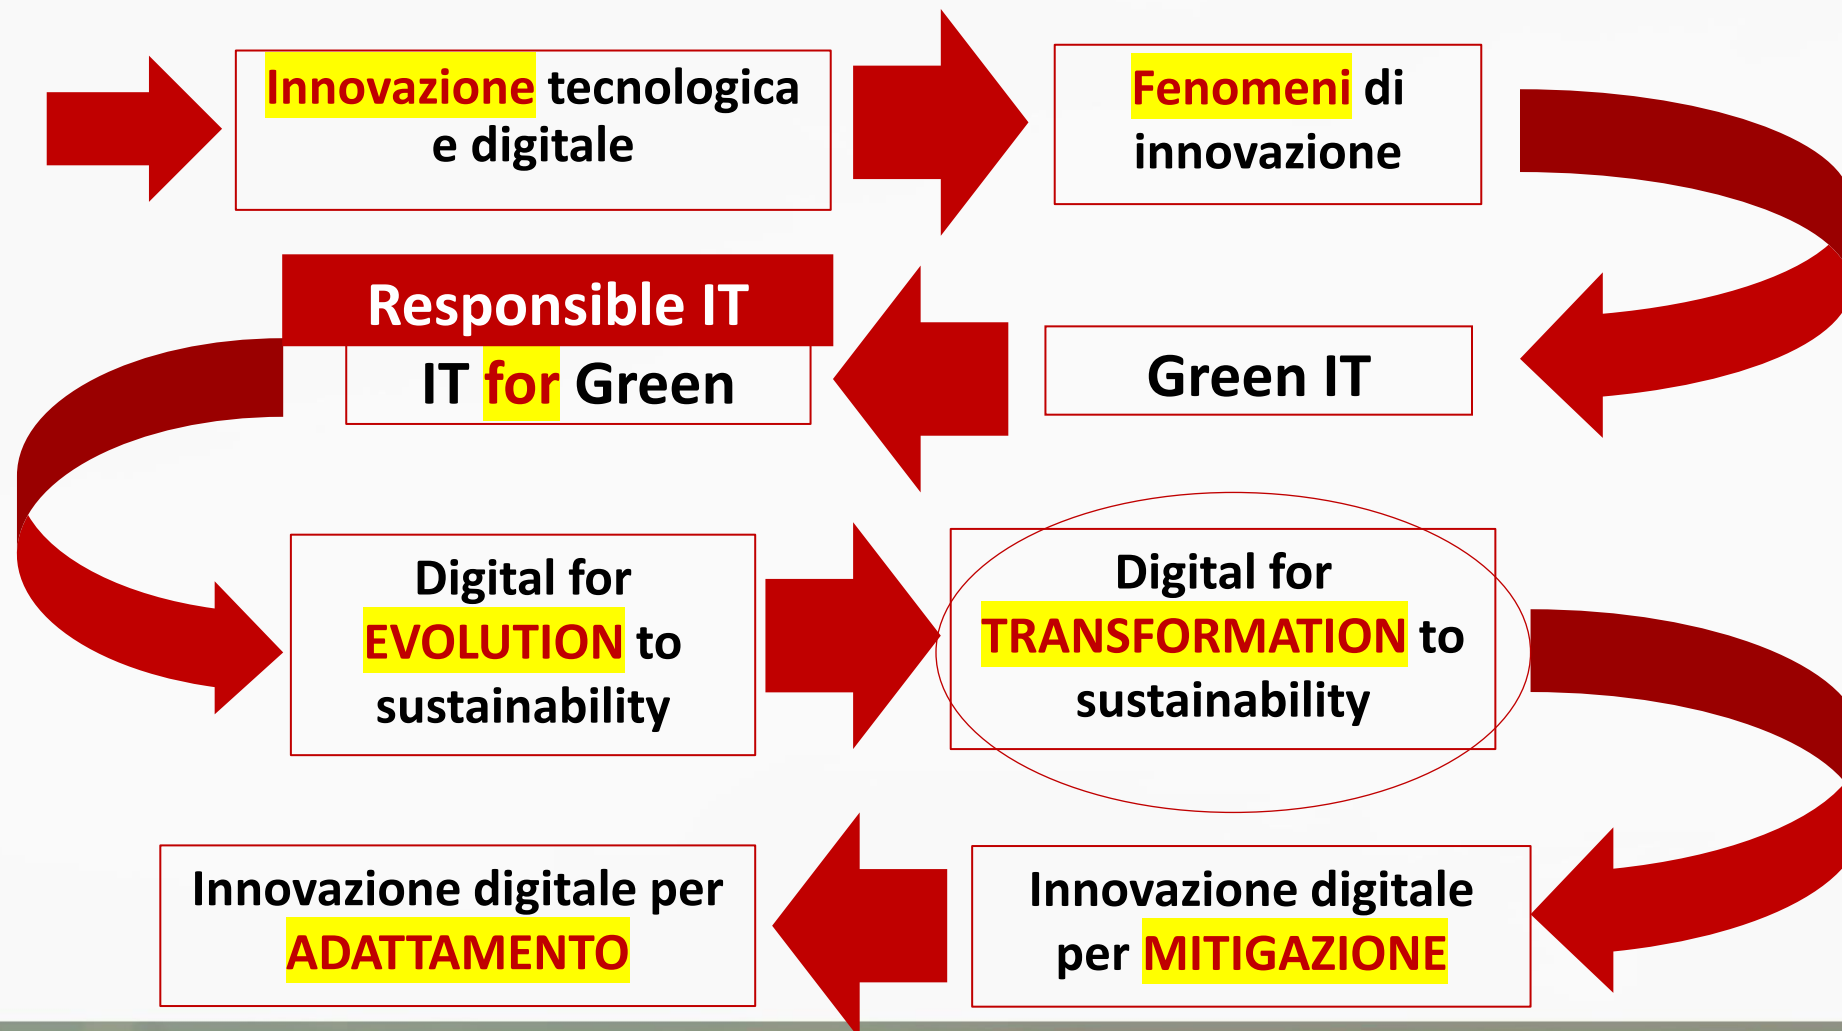 Innovazione tecnologica
e digitale
Fenomeni di
innovazione
Responsible IT
IT for Green
Green IT
Digital for
EVOLUTION to
sustainability
Digital for
TRANSFORMATION to
sustainability
Innovazione digitale per
ADATTAMENTO
Innovazione digitale
per MITIGAZIONE